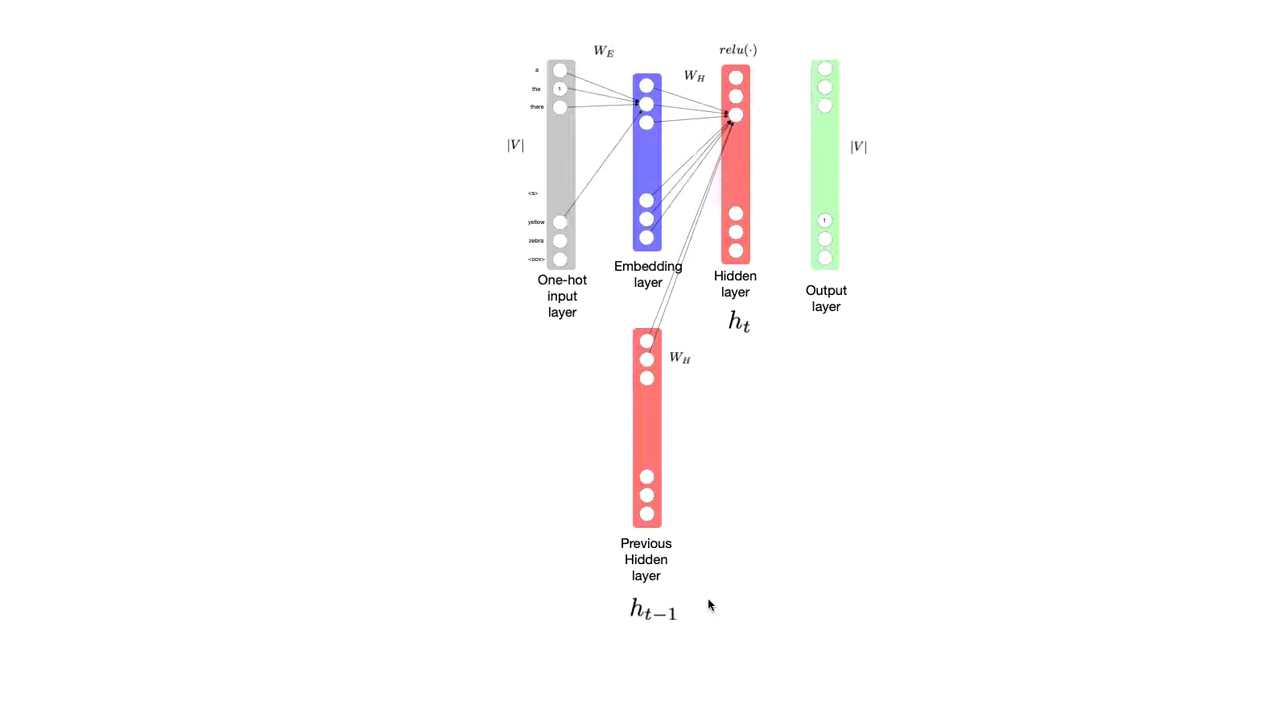 W_E
relu(·)
W_H
a
the
1
there
|V|
|V|
<s>
yellow
1
zebra
<oov>
One-hot
input
layer
Embedding
layer
Hidden
layer
Output
layer
h_t
W_H
Previous
Hidden
layer
h_{t-1}